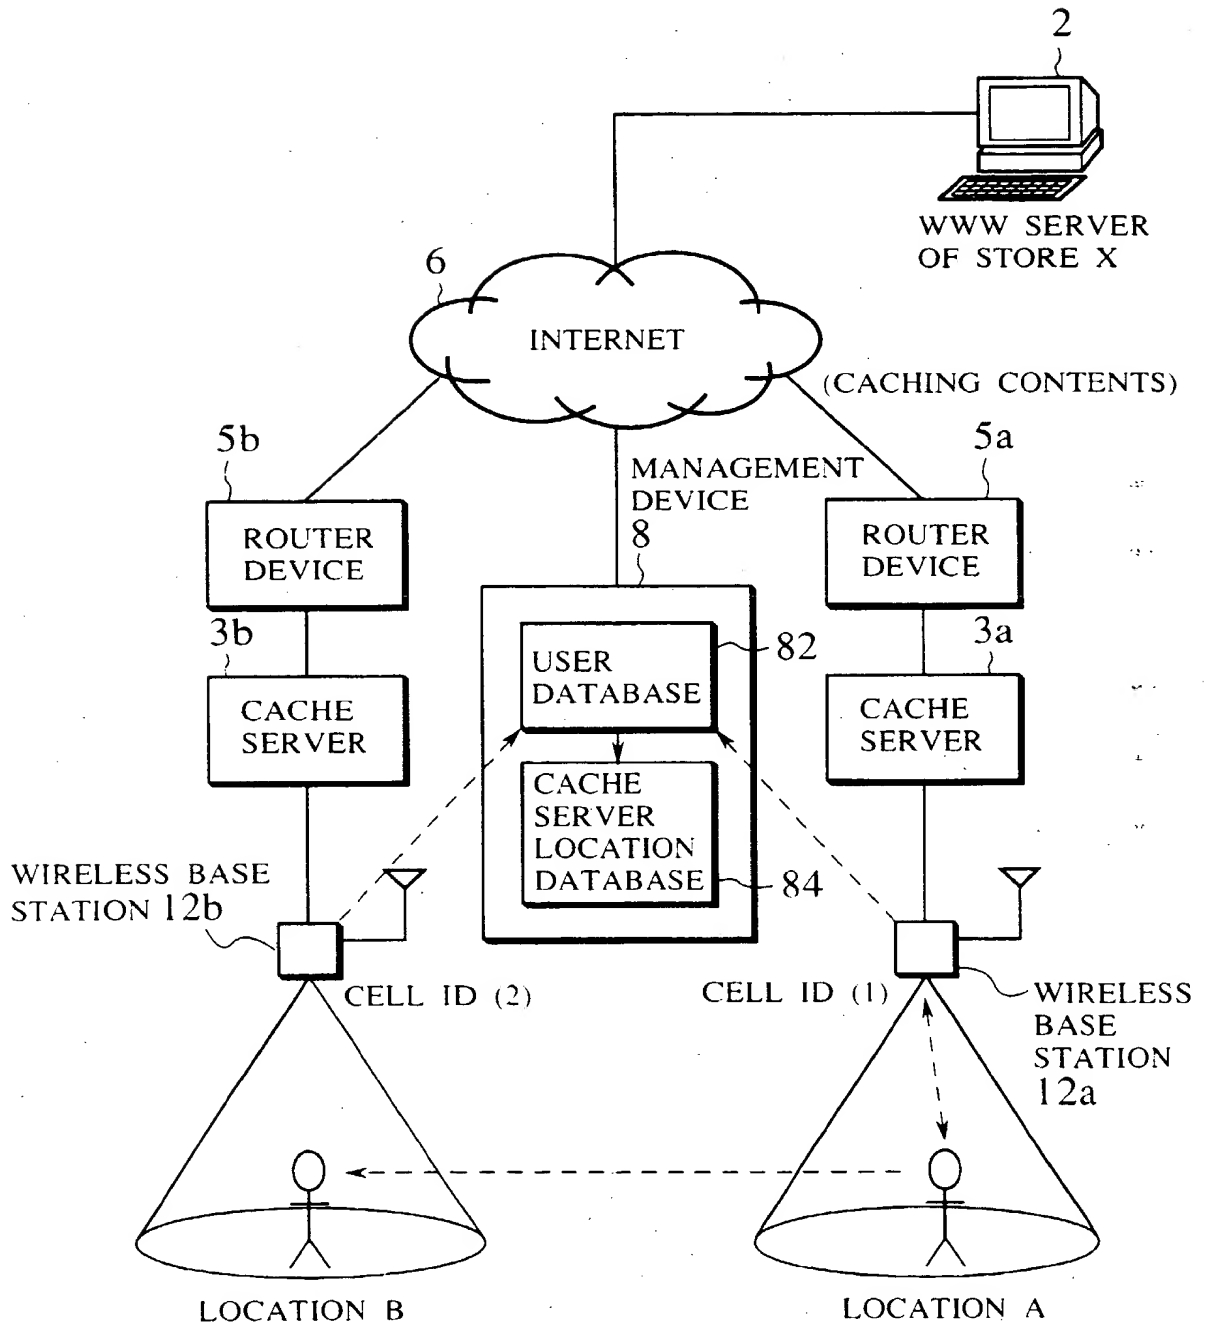 2
WWW SERVER
OF STORE X
6
INTERNET
(CACHING CONTENTS)
5b
MANAGEMENT
DEVICE
8
5a
ROUTER
DEVICE
ROUTER
DEVICE
3b
USER
DATABASE
82
3a
CACHE
SERVER
CACHE
SERVER
CACHE
SERVER
LOCATION
DATABASE
84
WIRELESS BASE
STATION 12b
CELL ID (2)
CELL ID (1)
WIRELESS
BASE
STATION
12a
LOCATION B
LOCATION A